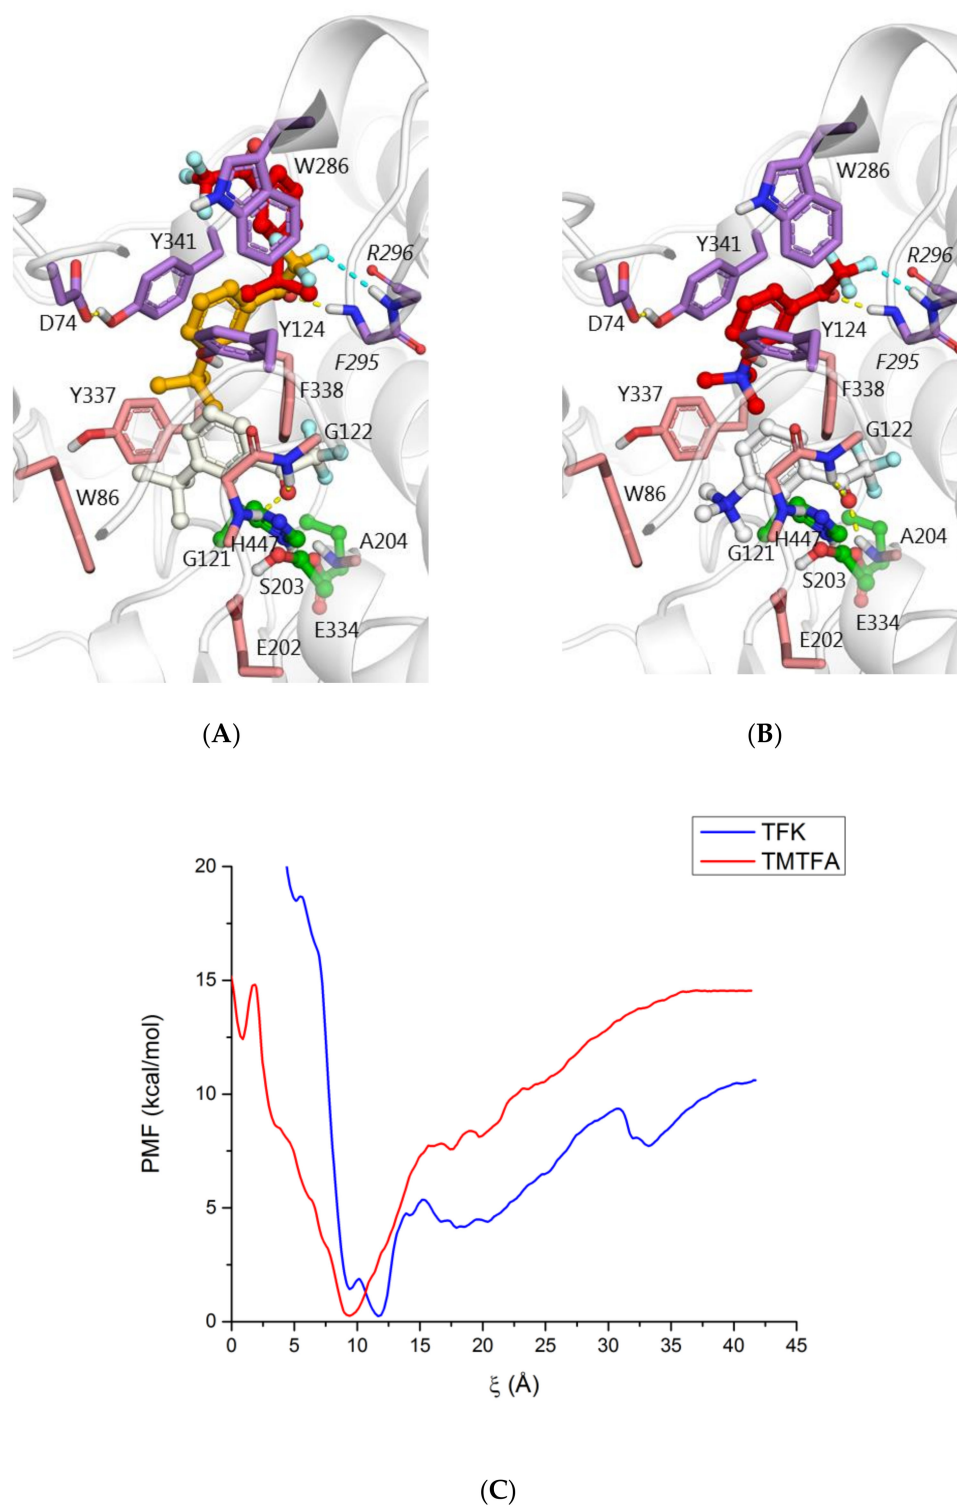 W286
Y341
R296
D74
Y124
F295
Y337
F338
G122
W86
G121
H447
A204
S203
E334
E202
(A)
W286
Y341
R296
D74
Y124
F295
Y337
F338
G122
W86
G121
H447
A204
S203
E334
E202
(B)
TFK
TMTFA
20
15
10
5
0
PMF (kcal/mol)
0 5 10 15 20 25 30 35 40 45
ξ (Å)
(C)